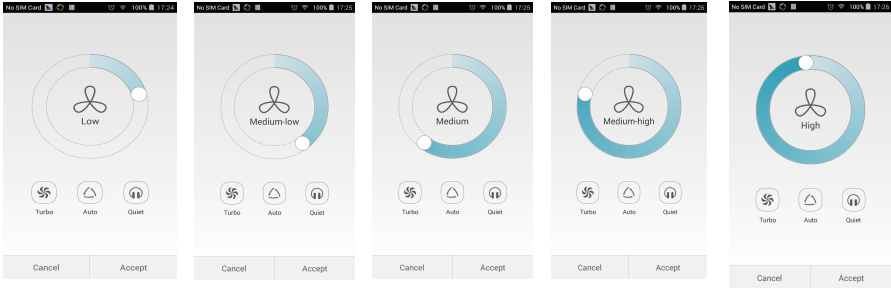 No SIM Card 100% 17:24
Low
Turbo Auto Quiet
Cancel Accept
No SIM Card 100% 17:25
Medium-low
Turbo Auto Quiet
Cancel Accept
No SIM Card 100% 17:25
Medium
Turbo Auto Quiet
Cancel Accept
No SIM Card 100% 17:26
Medium-high
Turbo Auto Quiet
Cancel Accept
No SIM Card 100% 17:26
High
Turbo Auto Quiet
Cancel Accept